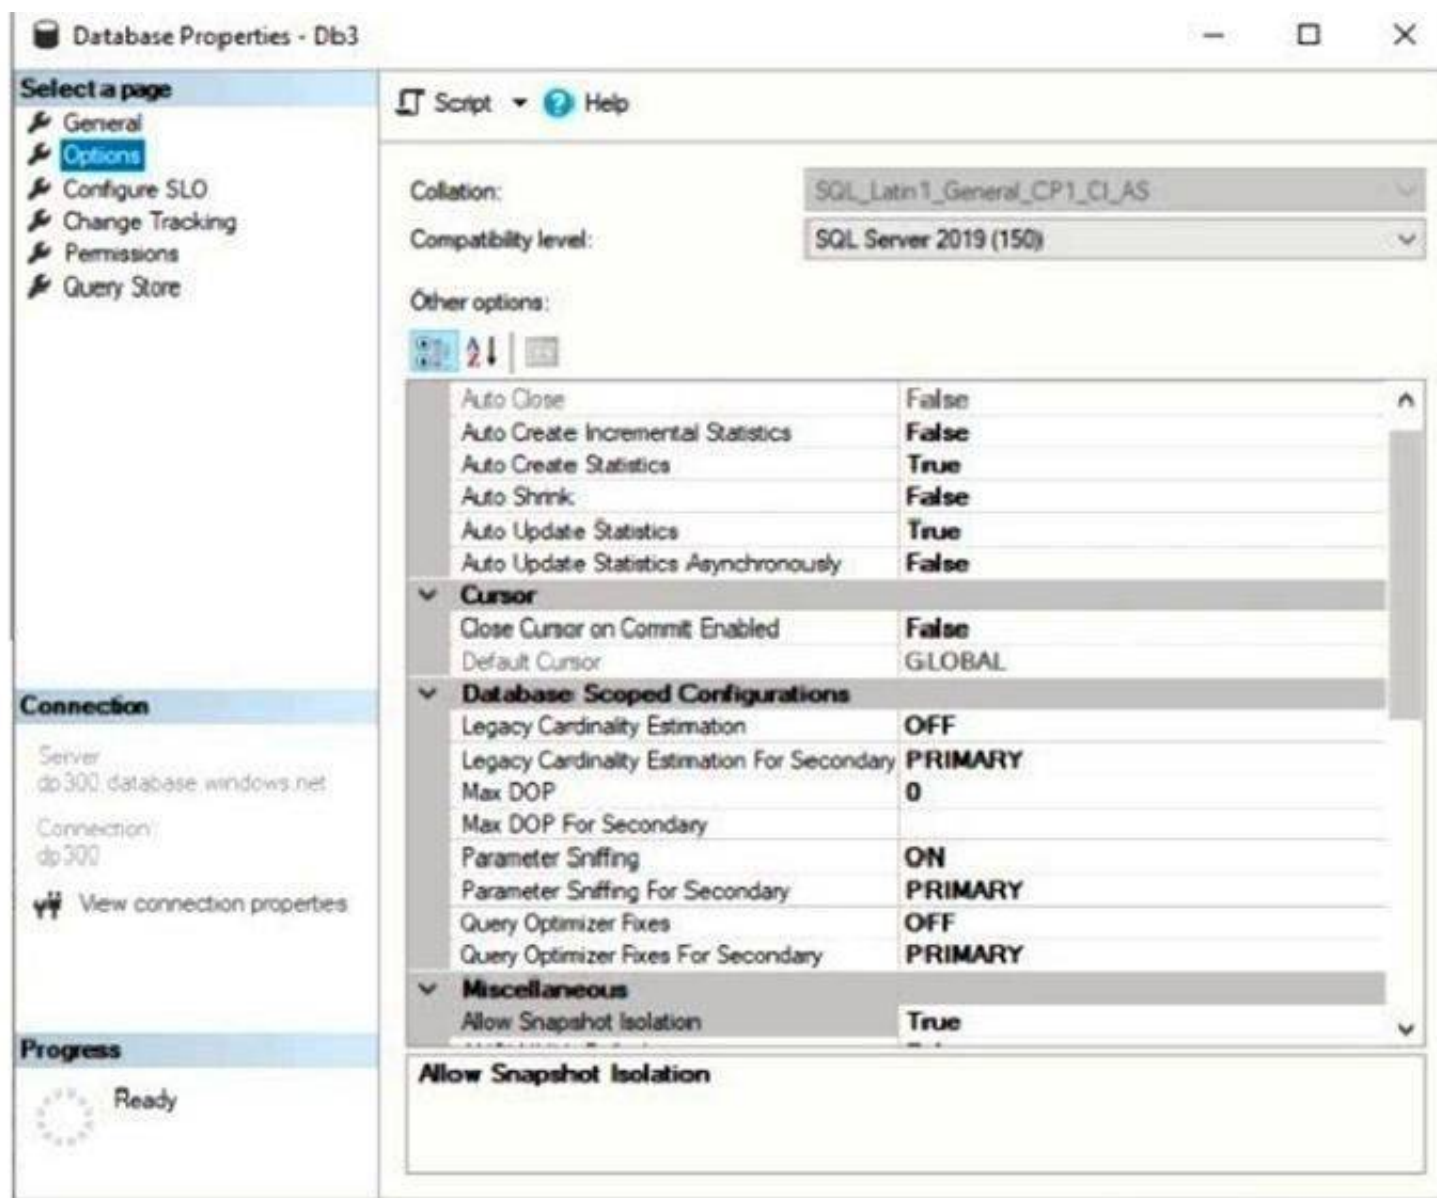 Database Properties - Db3
Select a page
General
Options
Configure SLO
Change Tracking
Permissions
Query Store
Connection
Server
dp300.database.windows.net
Connection:
dp300
View connection properties
Progress
Ready
Script
Help
Collation: SQL_Latin1_General_CP1_CI_AS
Compatibility level: SQL Server 2019 (150)
Other options:
Auto Close False
Auto Create Incremental Statistics False
Auto Create Statistics True
Auto Shrink False
Auto Update Statistics True
Auto Update Statistics Asynchronously False
Cursor
Close Cursor on Commit Enabled False
Default Cursor GLOBAL
Database Scoped Configurations
Legacy Cardinality Estimation OFF
Legacy Cardinality Estimation For Secondary PRIMARY
Max DOP 0
Max DOP For Secondary
Parameter Sniffing ON
Parameter Sniffing For Secondary PRIMARY
Query Optimizer Fixes OFF
Query Optimizer Fixes For Secondary PRIMARY
Miscellaneous
Allow Snapshot Isolation True
Allow Snapshot Isolation